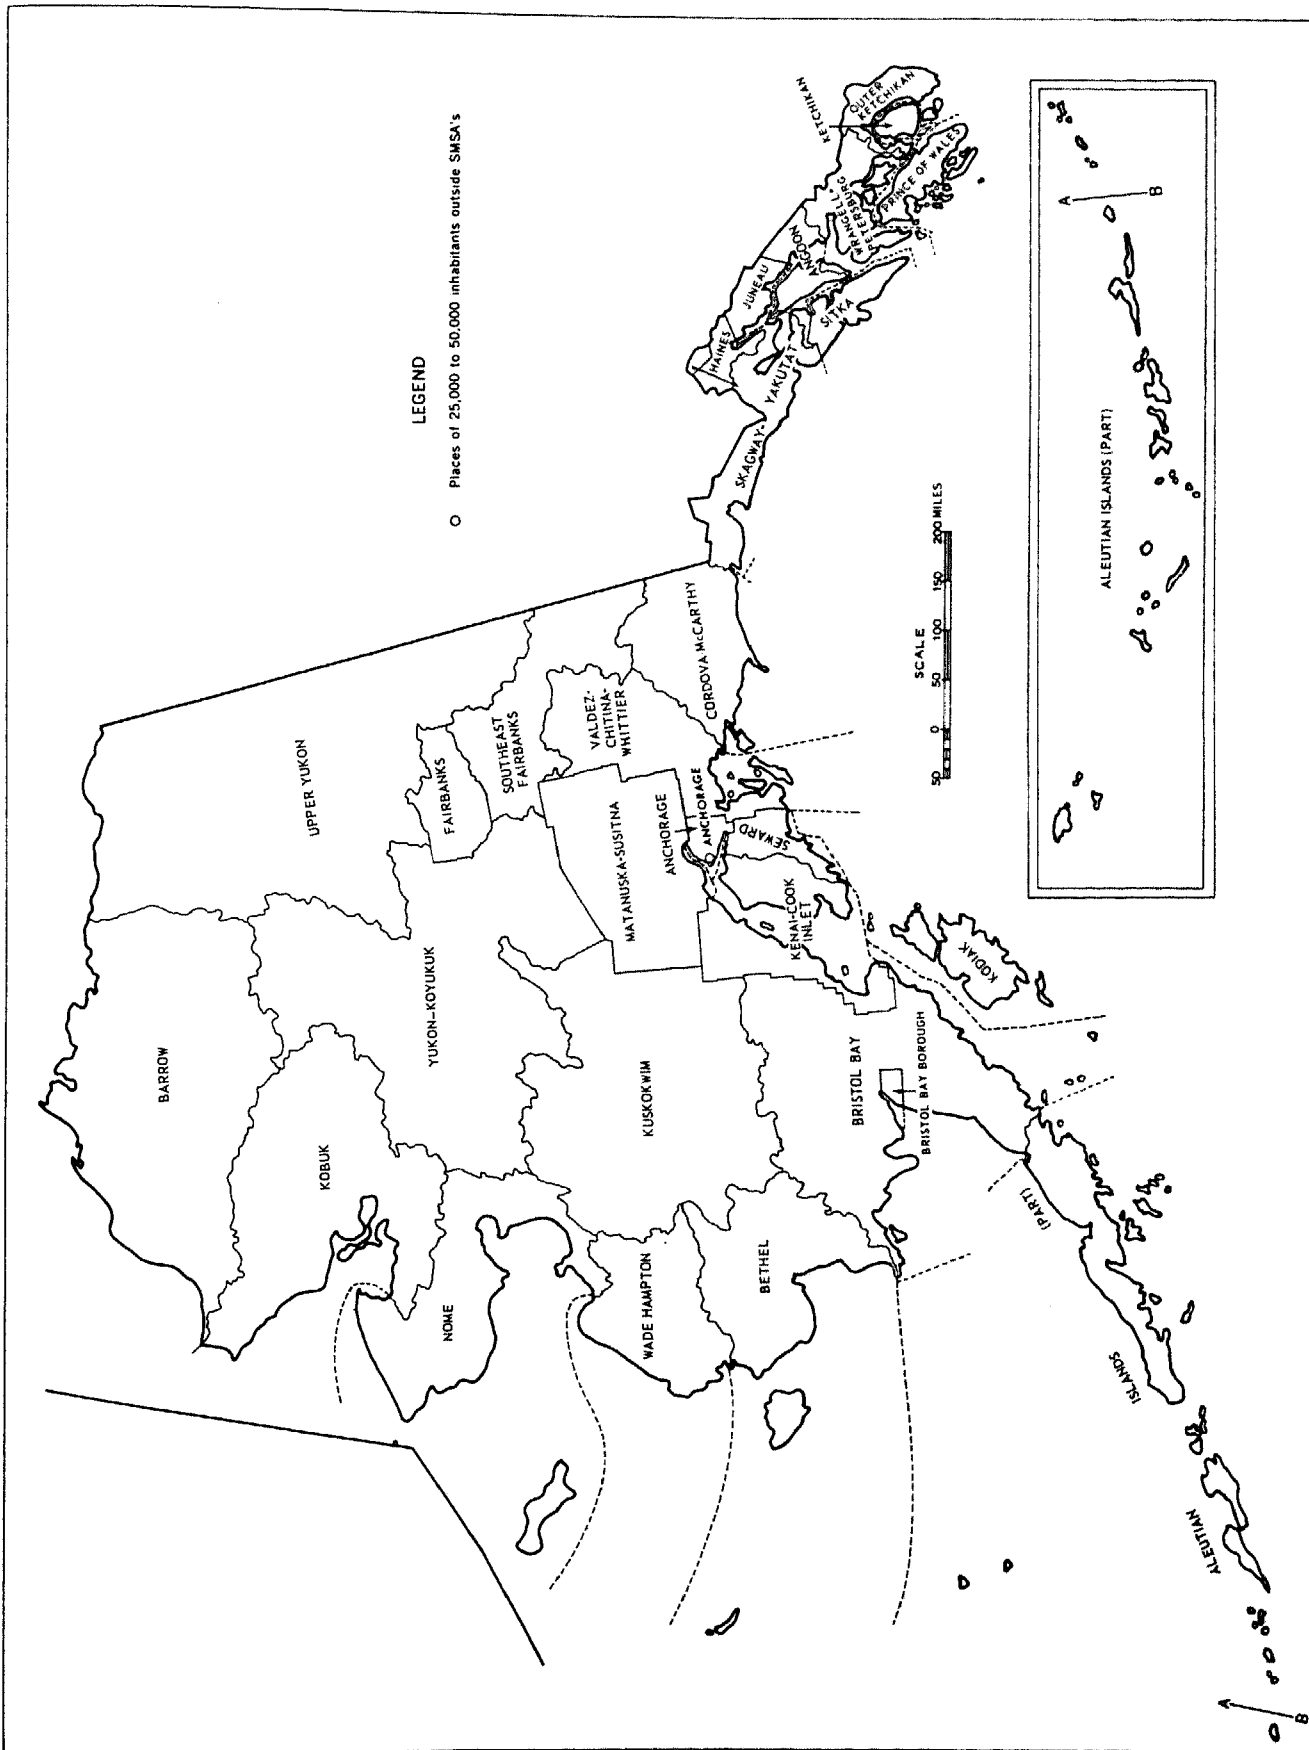 LEGEND
O Places of 25,000 to 50,000 inhabitants outside SMSA's
BARROW
UPPER YUKON
KOBUK
YUKON–KOYUKUK
FAIRBANKS
SOUTHEAST
FAIRBANKS
NOME
KUSKOKWIM
MATANUSKA-SUSITNA
VALDEZ-
CHITINA-
WHITTIER
WADE HAMPTON
BETHEL
ANCHORAGE
ANCHORAGE
SEWARD
CORDOVA-McCARTHY
KENAI-COOK
INLET
BRISTOL BAY
BRISTOL BAY BOROUGH
KODIAK
SKAGWAY-
YAKUTAT
HAINES
JUNEAU
ANGOON
SITKA
WRANGELL-
PETERSBURG
PRINCE OF WALES
KETCHIKAN
OUTER
KETCHIKAN
ALEUTIAN
ISLANDS
(PART)
A
B
SCALE
50 0 50 100 150 200 MILES
ALEUTIAN ISLANDS (PART)
A
B